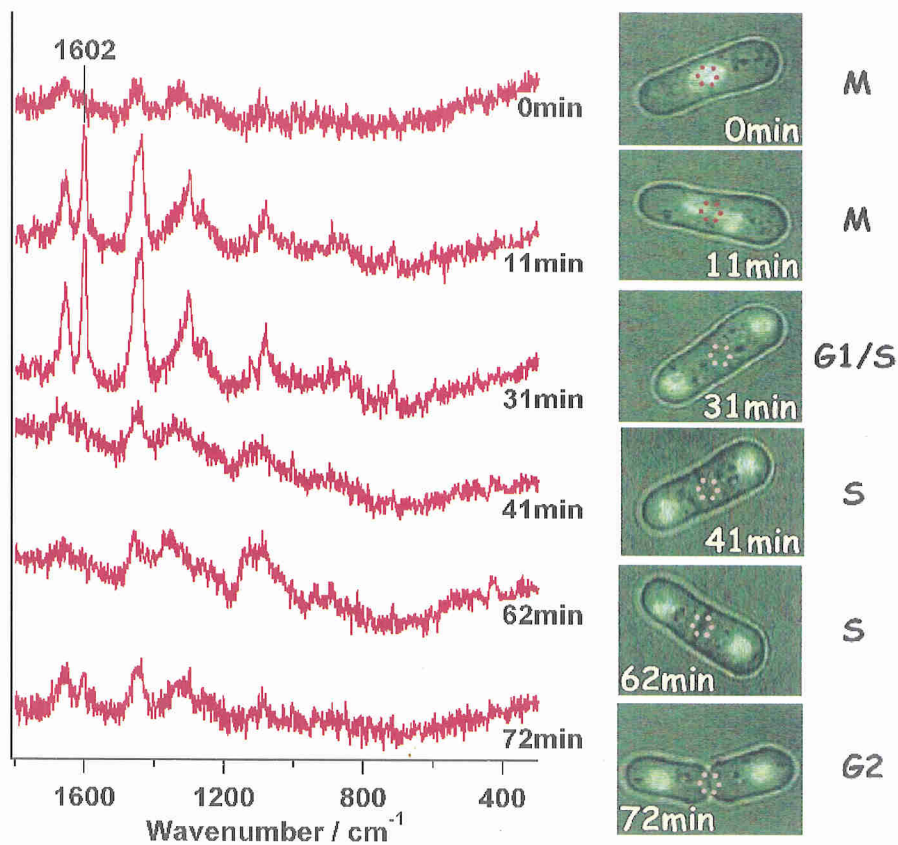 1602
0min
11min
31min
41min
62min
72min
1600
1200
800
400
Wavenumber / cm⁻¹
0min
M
11min
M
31min
G1/S
41min
S
62min
S
72min
G2